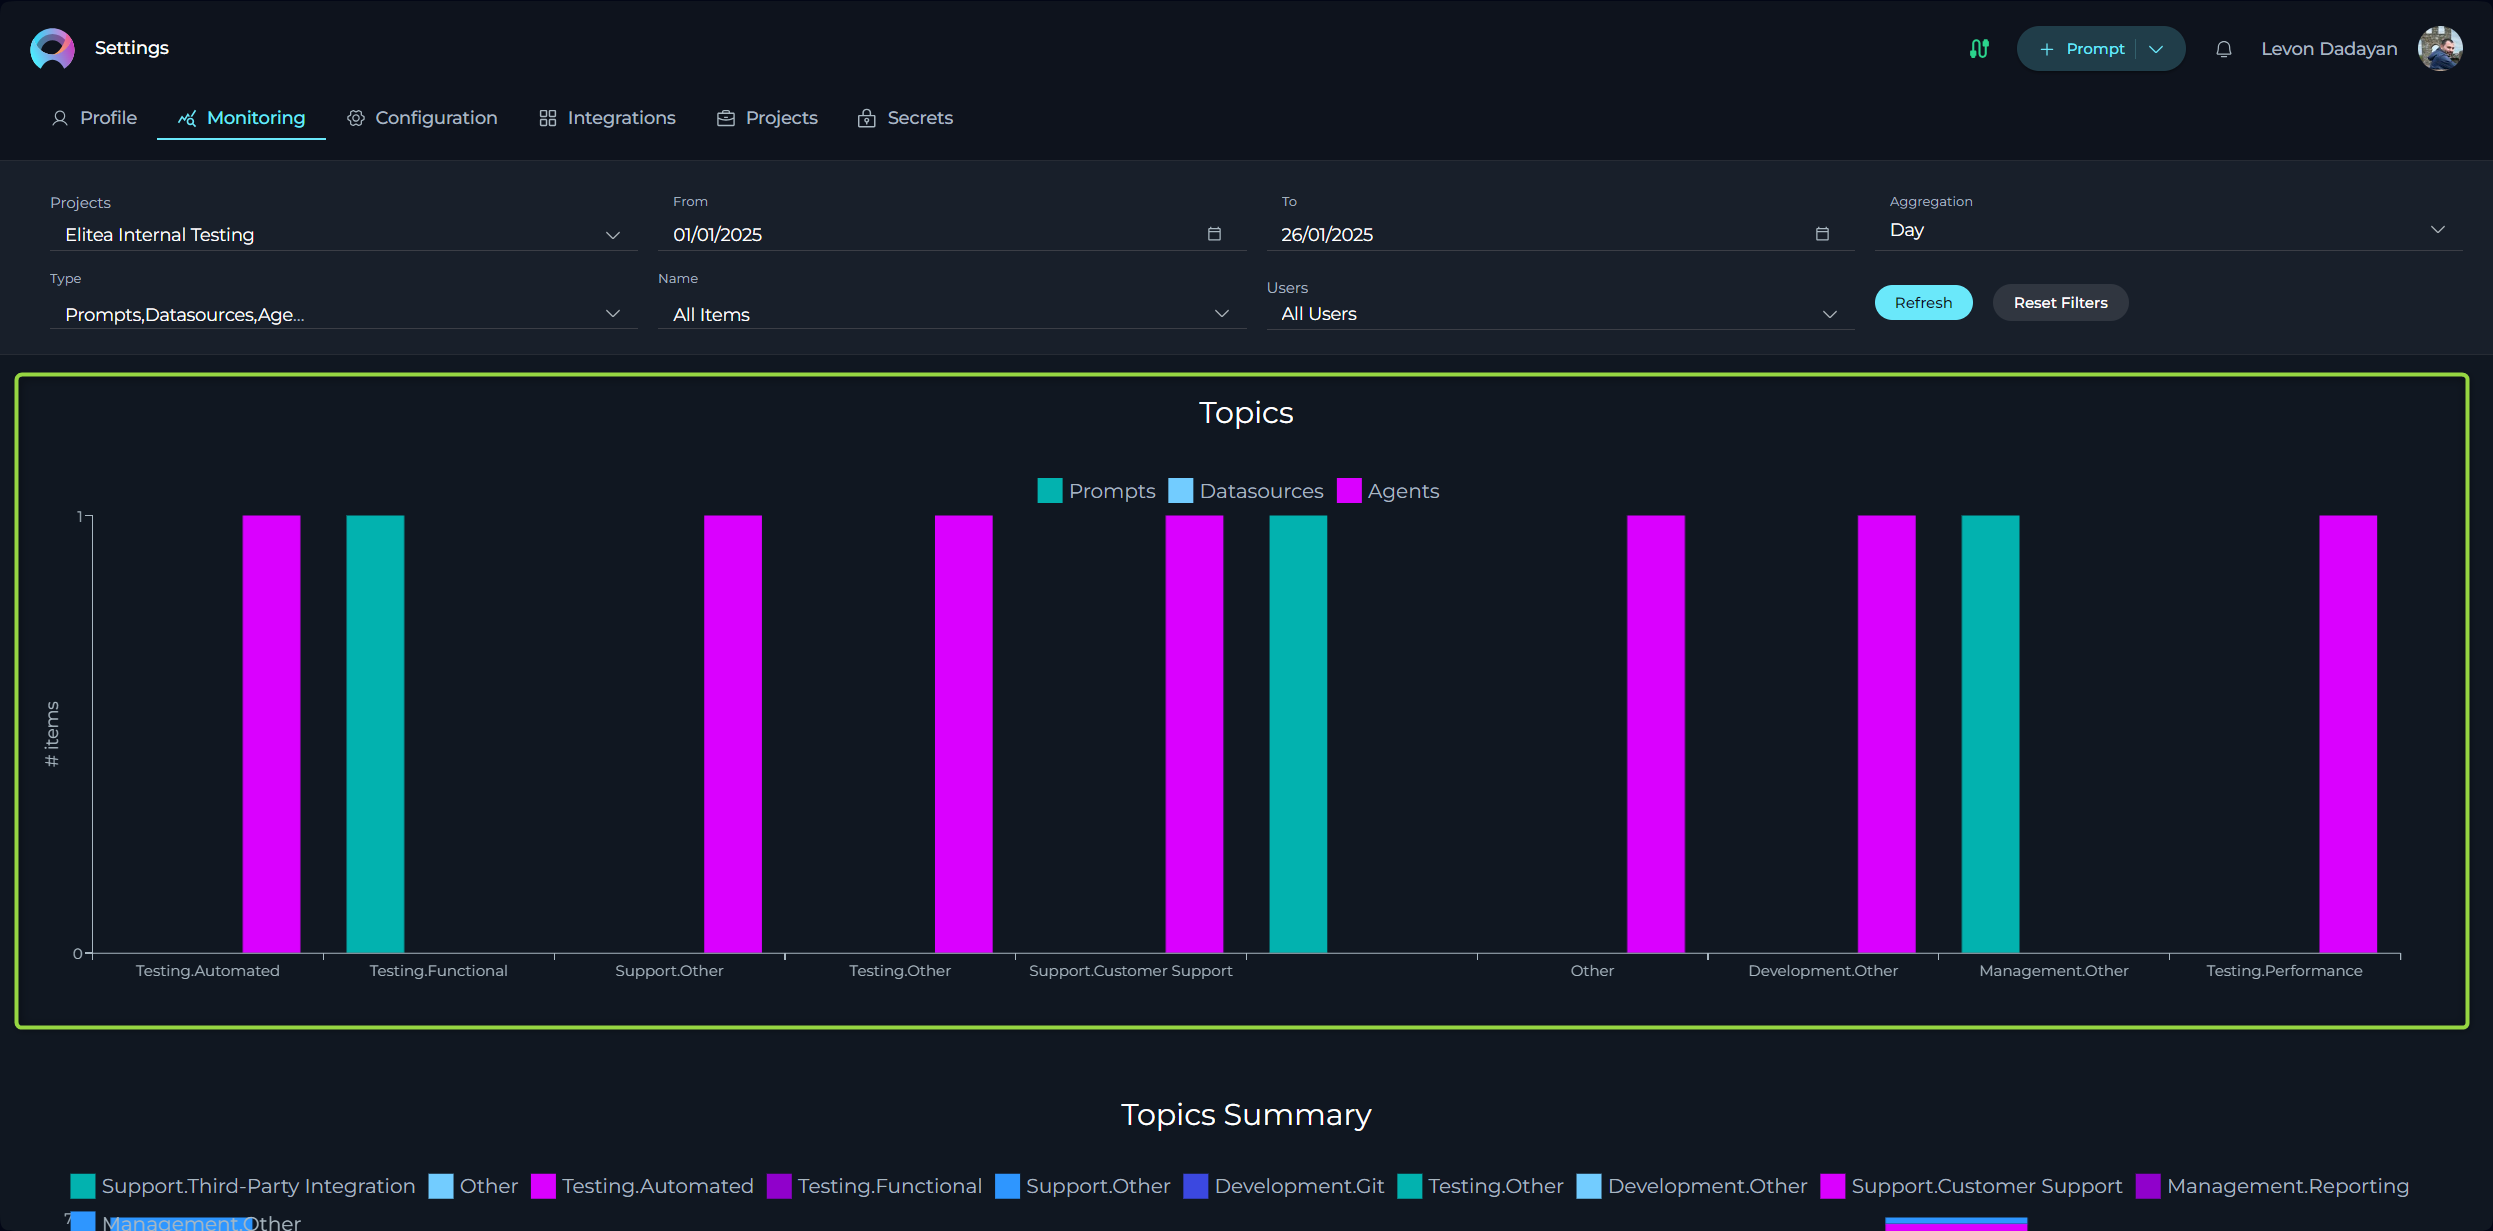 Settings
Prompt
Levon Dadayan
Profile
Monitoring
Configuration
Integrations
Projects
Secrets
Projects
Elitea Internal Testing
From
01/01/2025
To
26/01/2025
Aggregation
Day
Type
Prompts,Datasources,Age...
Name
All Items
Users
All Users
Refresh
Reset Filters
Topics
Prompts Datasources Agents
1
# items
0
Testing.Automated Testing.Functional Support.Other Testing.Other Support.Customer Support Other Development.Other Management.Other Testing.Performance
Topics Summary
Support.Third-Party Integration Other Testing.Automated Testing.Functional Support.Other Development.Git Testing.Other Development.Other Support.Customer Support Management.Reporting
Management.Other